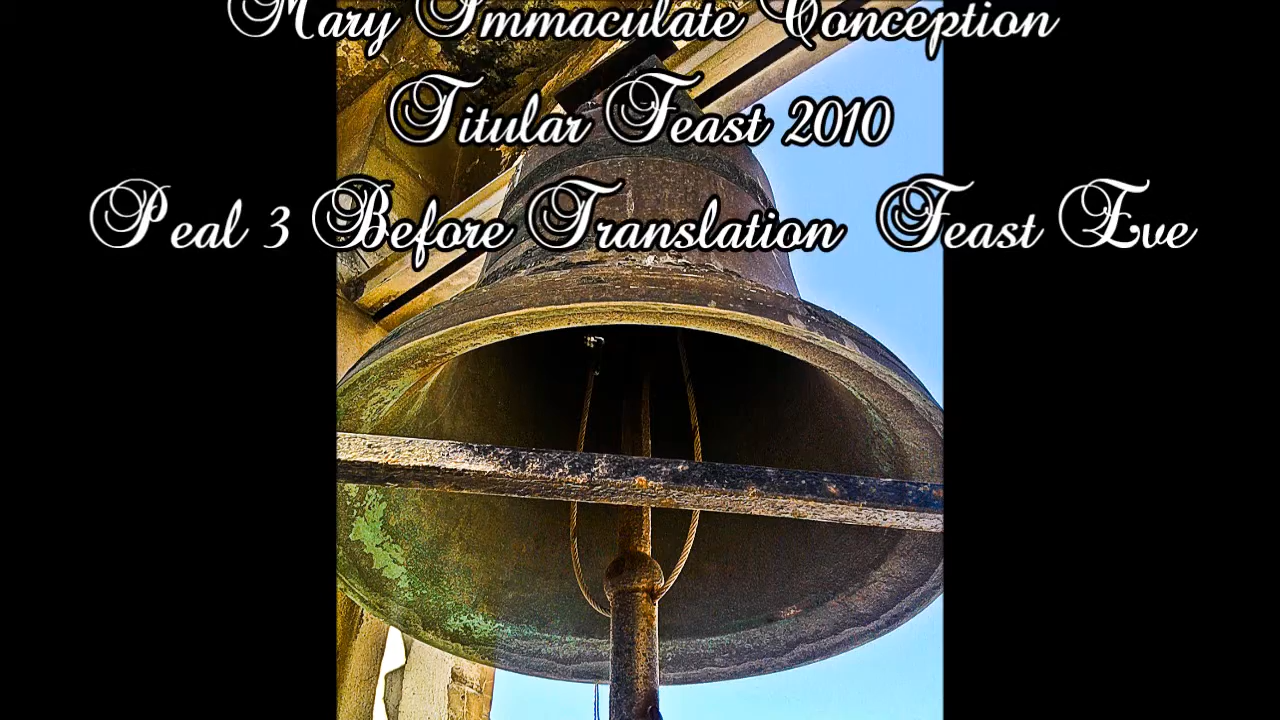 Mary Immaculate Conception
Titular Feast 2010
Peal 3 Before Translation Feast Eve